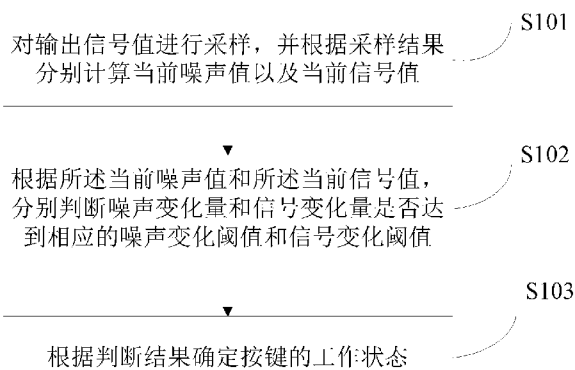 S101
对输出信号值进行采样，并根据采样结果
分别计算当前噪声值以及当前信号值
S102
根据所述当前噪声值和所述当前信号值，
分别判断噪声变化量和信号变化量是否达
到相应的噪声变化阈值和信号变化阈值
S103
根据判断结果确定按键的工作状态